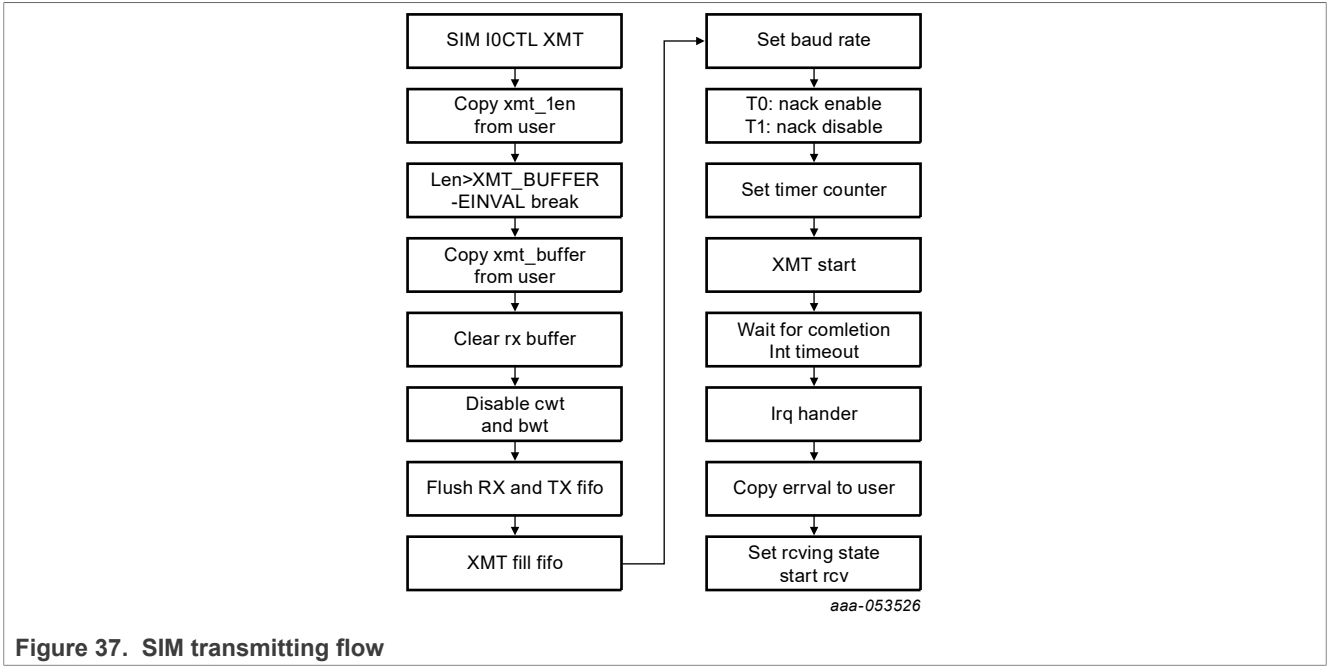 SIM I0CTL XMT
Copy xmt_1en
from user
Len>XMT_BUFFER
-EINVAL break
Copy xmt_buffer
from user
Clear rx buffer
Disable cwt
and bwt
Flush RX and TX fifo
XMT fill fifo
Set baud rate
T0: nack enable
T1: nack disable
Set timer counter
XMT start
Wait for comletion
Int timeout
Irq hander
Copy errval to user
Set rcving state
start rcv
aaa-053526
Figure 37. SIM transmitting flow